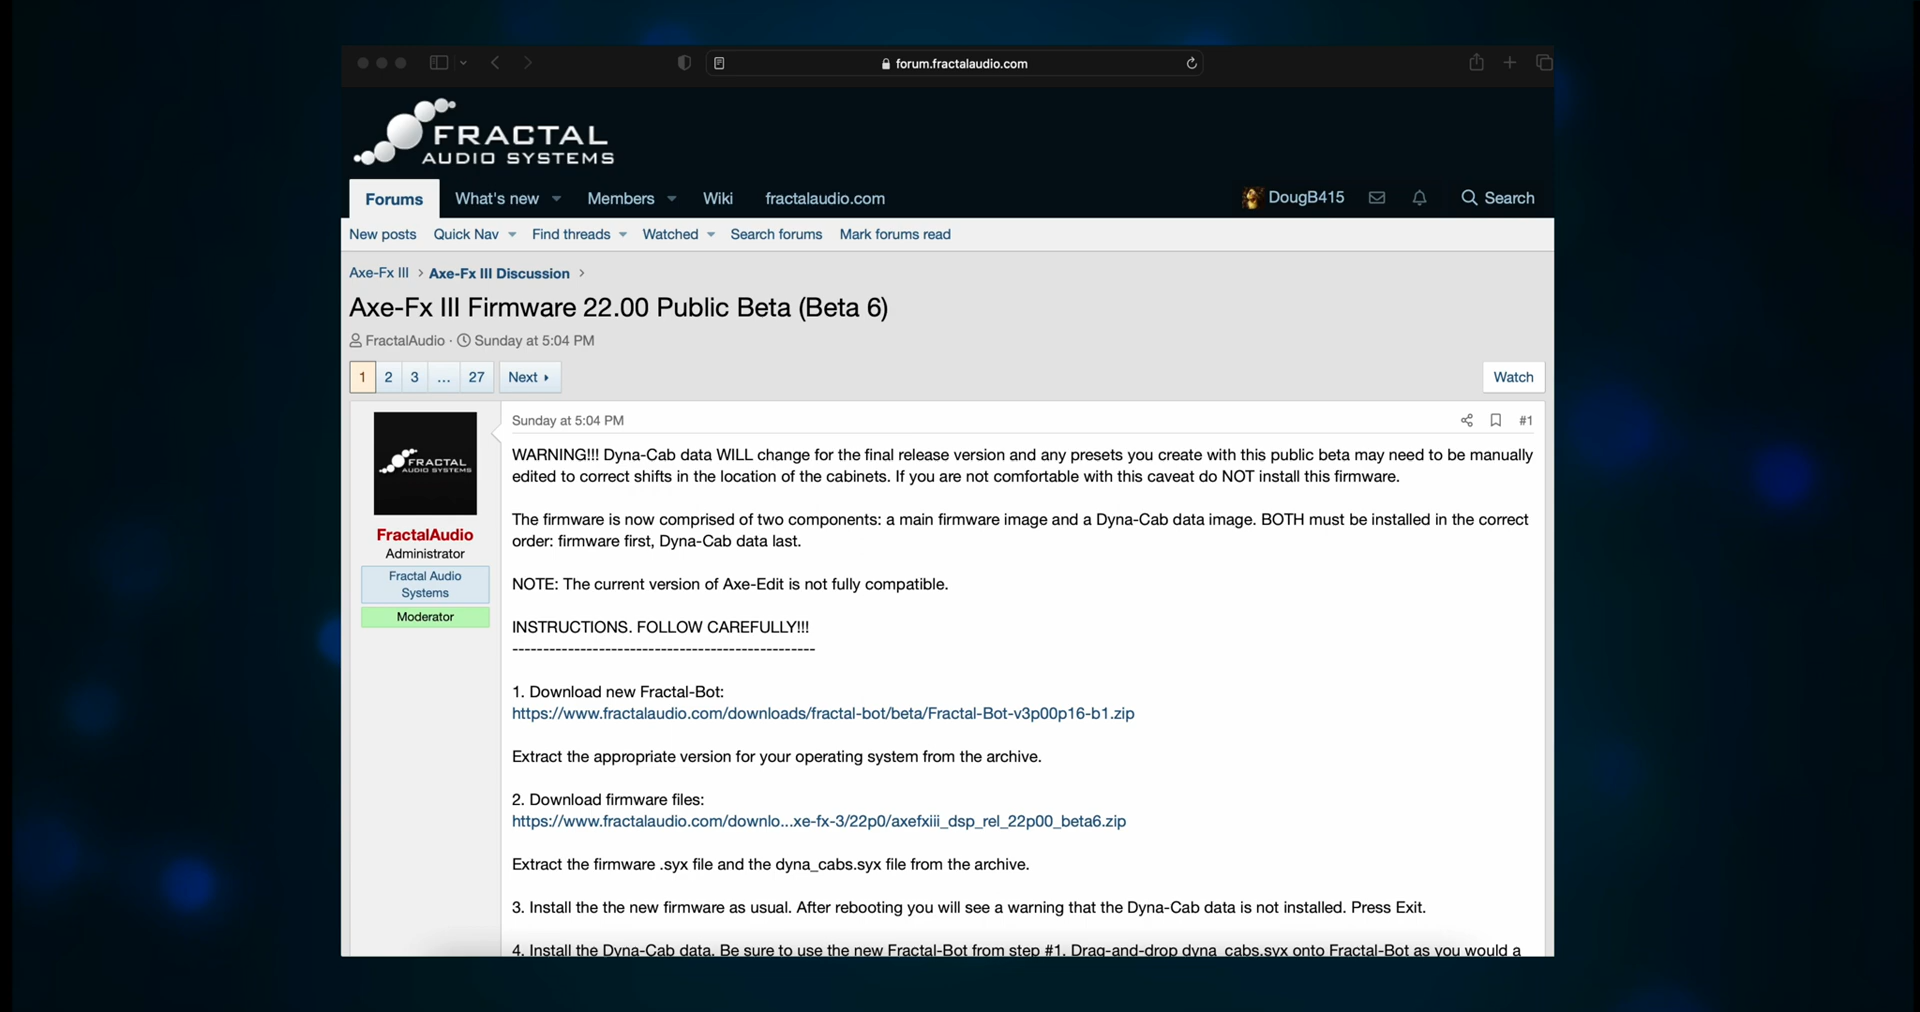 forum.fractalaudio.com
FRACTAL
AUDIO SYSTEMS
Forums What's new Members Wiki fractalaudio.com DougB415 Search
New posts Quick Nav Find threads Watched Search forums Mark forums read
Axe-Fx III › Axe-Fx III Discussion ›
Axe-Fx III Firmware 22.00 Public Beta (Beta 6)
FractalAudio · Sunday at 5:04 PM
1 2 3 ... 27 Next Watch
Sunday at 5:04 PM #1
FRACTAL
AUDIO SYSTEMS
FractalAudio
Administrator
Fractal Audio
Systems
Moderator
WARNING!!! Dyna-Cab data WILL change for the final release version and any presets you create with this public beta may need to be manually
edited to correct shifts in the location of the cabinets. If you are not comfortable with this caveat do NOT install this firmware.
The firmware is now comprised of two components: a main firmware image and a Dyna-Cab data image. BOTH must be installed in the correct
order: firmware first, Dyna-Cab data last.
NOTE: The current version of Axe-Edit is not fully compatible.
INSTRUCTIONS. FOLLOW CAREFULLY!!!
-------------------------------------------------
1. Download new Fractal-Bot:
https://www.fractalaudio.com/downloads/fractal-bot/beta/Fractal-Bot-v3p00p16-b1.zip
Extract the appropriate version for your operating system from the archive.
2. Download firmware files:
https://www.fractalaudio.com/downlo...xe-fx-3/22p0/axefxiii_dsp_rel_22p00_beta6.zip
Extract the firmware .syx file and the dyna_cabs.syx file from the archive.
3. Install the the new firmware as usual. After rebooting you will see a warning that the Dyna-Cab data is not installed. Press Exit.
4. Install the Dyna-Cab data. Be sure to use the new Fractal-Bot from step #1. Drag-and-drop dyna_cabs.syx onto Fractal-Bot as you would a